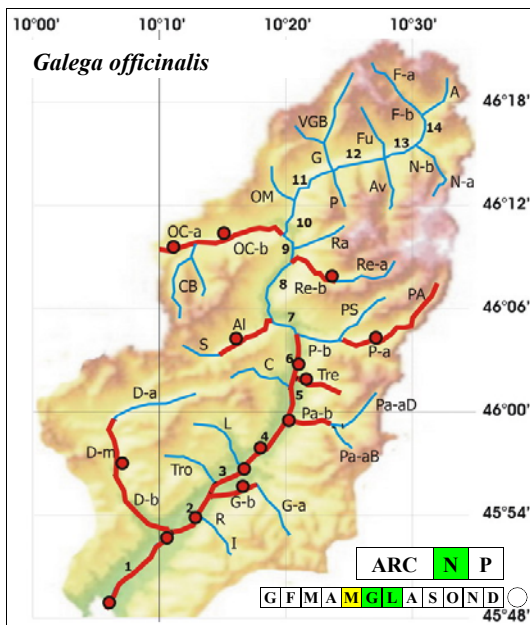 10°00' 10°10' 10°20' 10°30'
Galega officinalis
F-a
A
46°18'
VGB
F-b
Fu
14
13
12
G
N-b
11
N-a
OM
P
Av
46°12'
10
OC-a
Ra
OC-b
9
Re-a
CB
8
Re-b
PA
PS
46°06'
7
Al
S
P-b
P-a
6
C
Tre
5
D-a
46°00'
Pa-b
Pa-aD
L
4
D-m
Pa-aB
Tro
3
D-b
G-b
G-a
2
R
45°54'
I
1
ARC N P
G F M A M G L A S O N D
45°48'